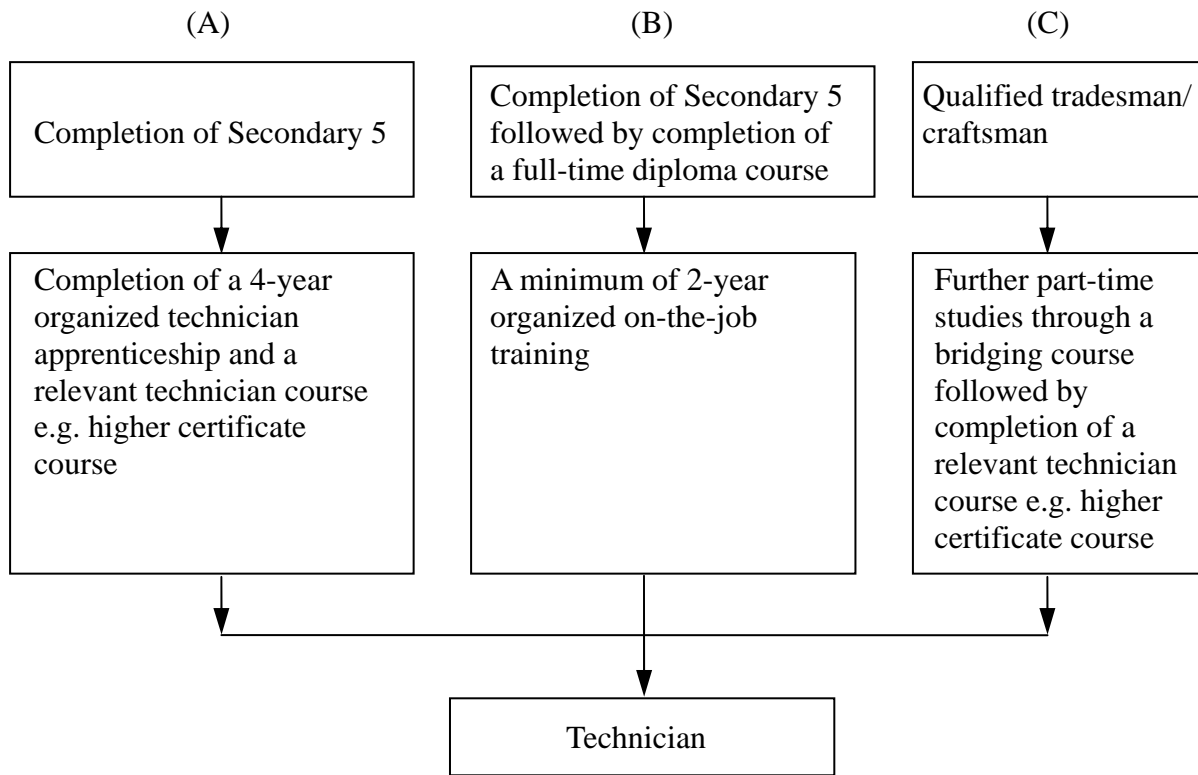 (A)
(B)
(C)
Completion of Secondary 5
Completion of Secondary 5
followed by completion of
a full-time diploma course
Qualified tradesman/
craftsman
Completion of a 4-year
organized technician
apprenticeship and a
relevant technician course
e.g. higher certificate
course
A minimum of 2-year
organized on-the-job
training
Further part-time
studies through a
bridging course
followed by
completion of a
relevant technician
course e.g. higher
certificate course
Technician